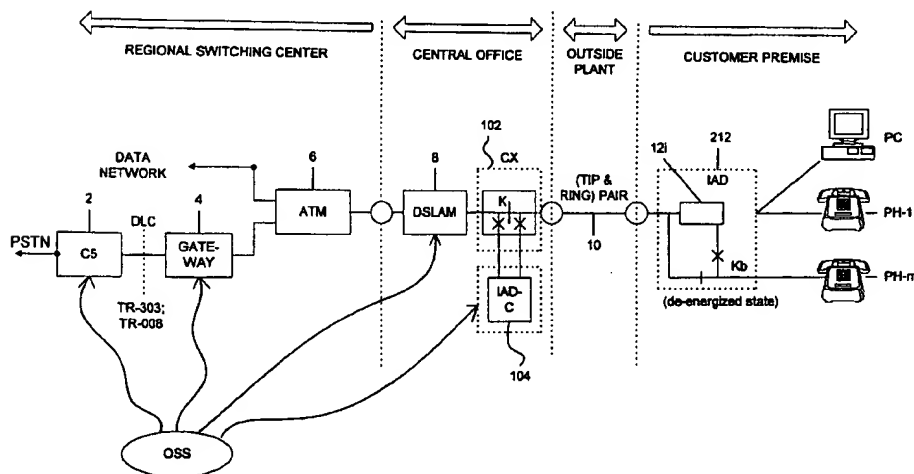 REGIONAL SWITCHING CENTER
CENTRAL OFFICE
OUTSIDE
PLANT
CUSTOMER PREMISE
102
CX
212
12i
IAD
PC
DATA
NETWORK
6
ATM
8
DSLAM
K
(TIP &
RING) PAIR
10
2
C5
PSTN
DLC
4
GATE-
WAY
TR-303;
TR-008
IAD-
C
104
Kb
(de-energized state)
PH-1
PH-m
OSS